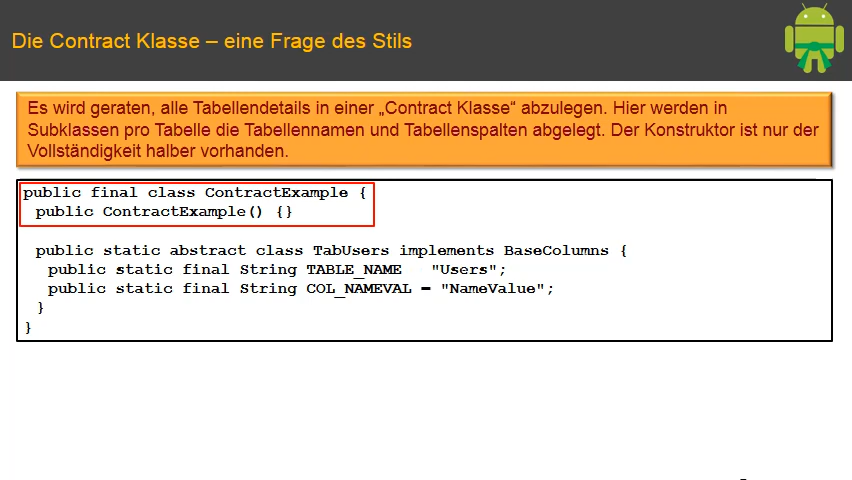 Die Contract Klasse – eine Frage des Stils
Es wird geraten, alle Tabellendetails in einer „Contract Klasse“ abzulegen. Hier werden in
Subklassen pro Tabelle die Tabellennamen und Tabellenspalten abgelegt. Der Konstruktor ist nur der
Vollständigkeit halber vorhanden.
public final class ContractExample {
public ContractExample() {}
public static abstract class TabUsers implements BaseColumns {
public static final String TABLE_NAME "Users";
public static final String COL_NAMEVAL = "NameValue";
}
}